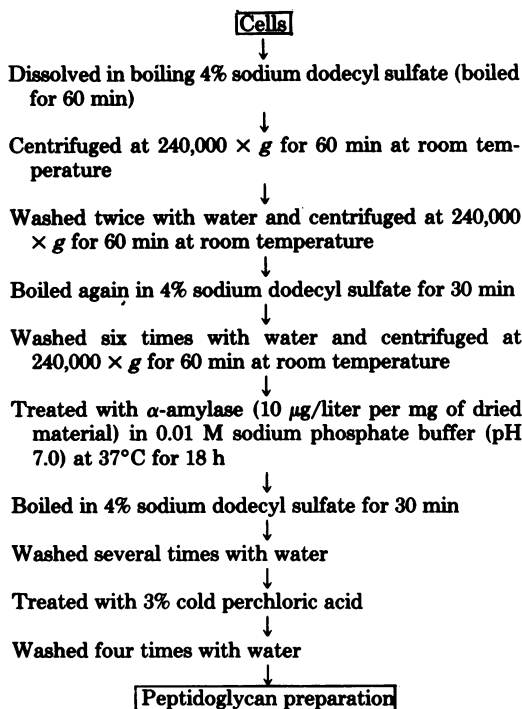 Cells
↓
Dissolved in boiling 4% sodium dodecyl sulfate (boiled
for 60 min)
↓
Centrifuged at 240,000 × g for 60 min at room tem-
perature
↓
Washed twice with water and centrifuged at 240,000
× g for 60 min at room temperature
↓
Boiled again in 4% sodium dodecyl sulfate for 30 min
↓
Washed six times with water and centrifuged at
240,000 × g for 60 min at room temperature
↓
Treated with α-amylase (10 μg/liter per mg of dried
material) in 0.01 M sodium phosphate buffer (pH
7.0) at 37°C for 18 h
↓
Boiled in 4% sodium dodecyl sulfate for 30 min
↓
Washed several times with water
↓
Treated with 3% cold perchloric acid
↓
Washed four times with water
↓
Peptidoglycan preparation